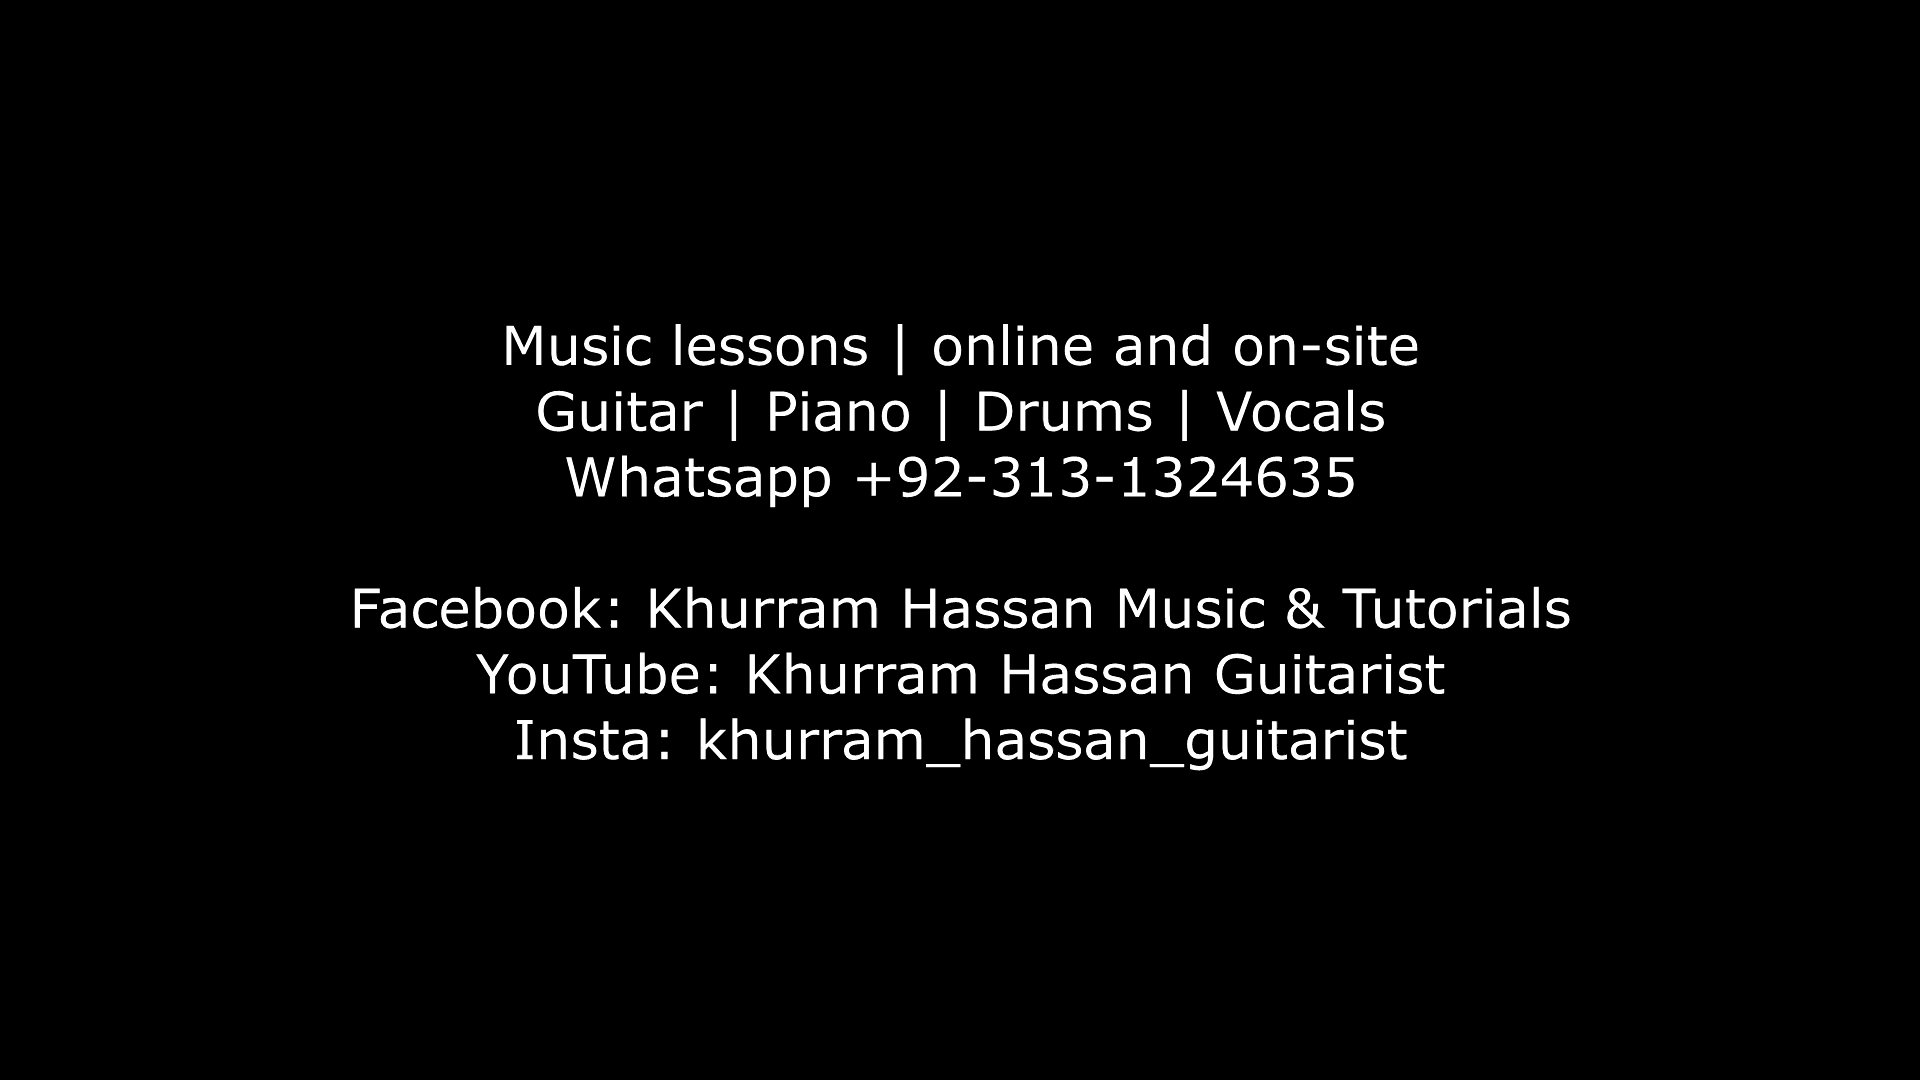 Music lessons | online and on-site
Guitar | Piano | Drums | Vocals
Whatsapp +92-313-1324635
Facebook: Khurram Hassan Music & Tutorials
YouTube: Khurram Hassan Guitarist
Insta: khurram_hassan_guitarist